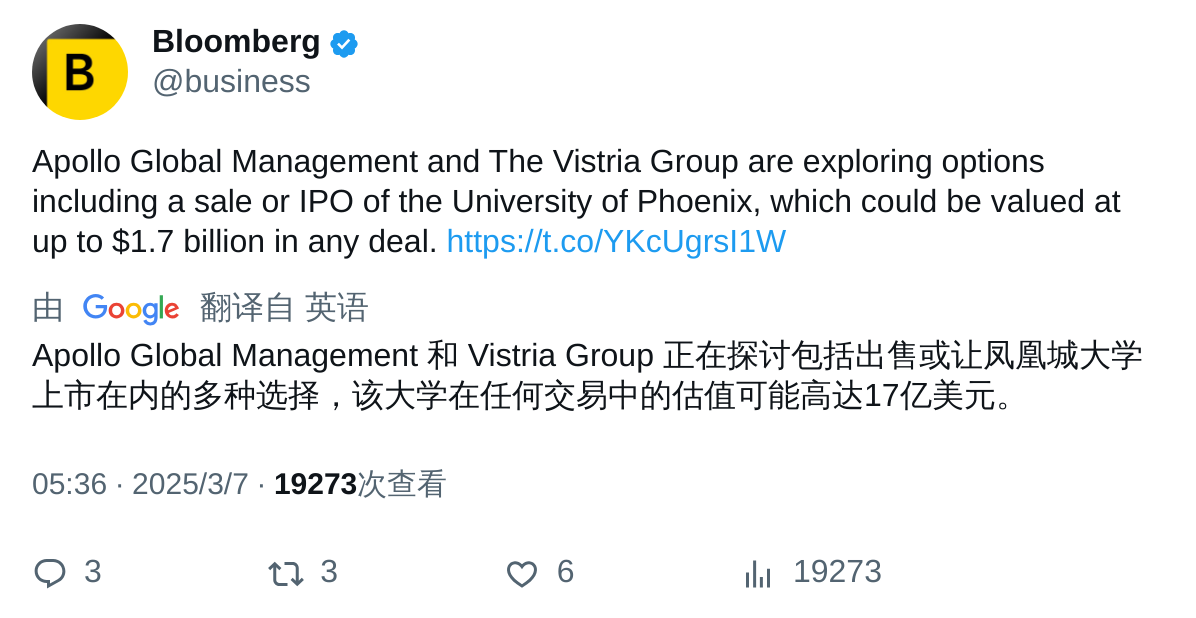 B
Bloomberg
@business
Apollo Global Management and The Vistria Group are exploring options
including a sale or IPO of the University of Phoenix, which could be valued at
up to $1.7 billion in any deal. https://t.co/YKcUgrsI1W
由 Google 翻译自 英语
Apollo Global Management 和 Vistria Group 正在探讨包括出售或让凤凰城大学
上市在内的多种选择，该大学在任何交易中的估值可能高达17亿美元。
05:36 · 2025/3/7 · 19273次查看
3 3 6 19273